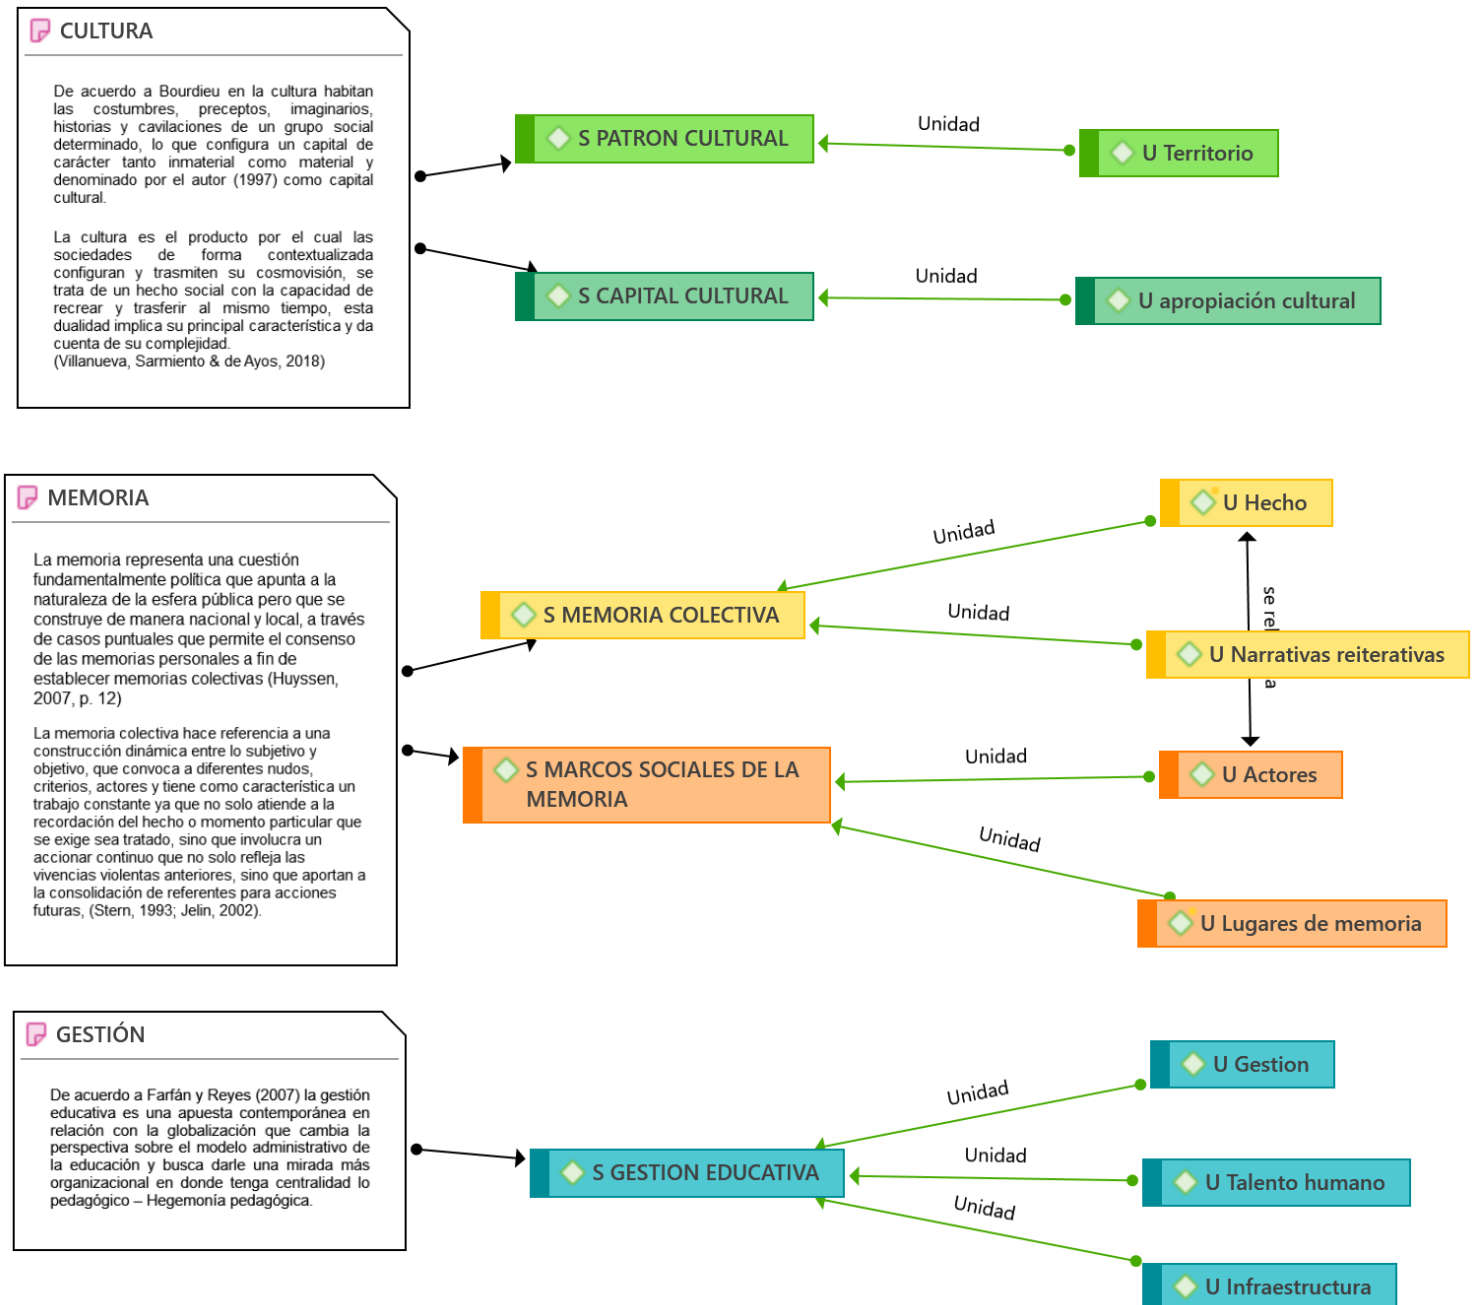 CULTURA
De acuerdo a Bourdieu en la cultura habitan
las costumbres, preceptos, imaginarios,
historias y cavilaciones de un grupo social
determinado, lo que configura un capital de
carácter tanto inmaterial como material y
denominado por el autor (1997) como capital
cultural.
La cultura es el producto por el cual las
sociedades de forma contextualizada
configuran y trasmiten su cosmovisión, se
trata de un hecho social con la capacidad de
recrear y trasferir al mismo tiempo, esta
dualidad implica su principal característica y da
cuenta de su complejidad.
(Villanueva, Sarmiento & de Ayos, 2018)
S PATRON CULTURAL
Unidad
U Territorio
S CAPITAL CULTURAL
Unidad
U apropiación cultural
MEMORIA
La memoria representa una cuestión
fundamentalmente política que apunta a la
naturaleza de la esfera pública pero que se
construye de manera nacional y local, a través
de casos puntuales que permite el consenso
de las memorias personales a fin de
establecer memorias colectivas (Huyssen,
2007, p. 12)
La memoria colectiva hace referencia a una
construcción dinámica entre lo subjetivo y
objetivo, que convoca a diferentes nudos,
criterios, actores y tiene como característica un
trabajo constante ya que no solo atiende a la
recordación del hecho o momento particular que
se exige sea tratado, sino que involucra un
accionar continuo que no solo refleja las
vivencias violentas anteriores, sino que aportan a
la consolidación de referentes para acciones
futuras, (Stern, 1993; Jelin, 2002).
S MEMORIA COLECTIVA
Unidad
U Hecho
Unidad
U Narrativas reiterativas
se
S MARCOS SOCIALES DE LA
MEMORIA
Unidad
U Actores
Unidad
U Lugares de memoria
GESTIÓN
De acuerdo a Farfán y Reyes (2007) la gestión
educativa es una apuesta contemporánea en
relación con la globalización que cambia la
perspectiva sobre el modelo administrativo de
la educación y busca darle una mirada más
organizacional en donde tenga centralidad lo
pedagógico – Hegemonía pedagógica.
S GESTION EDUCATIVA
Unidad
U Gestion
Unidad
U Talento humano
Unidad
U Infraestructura